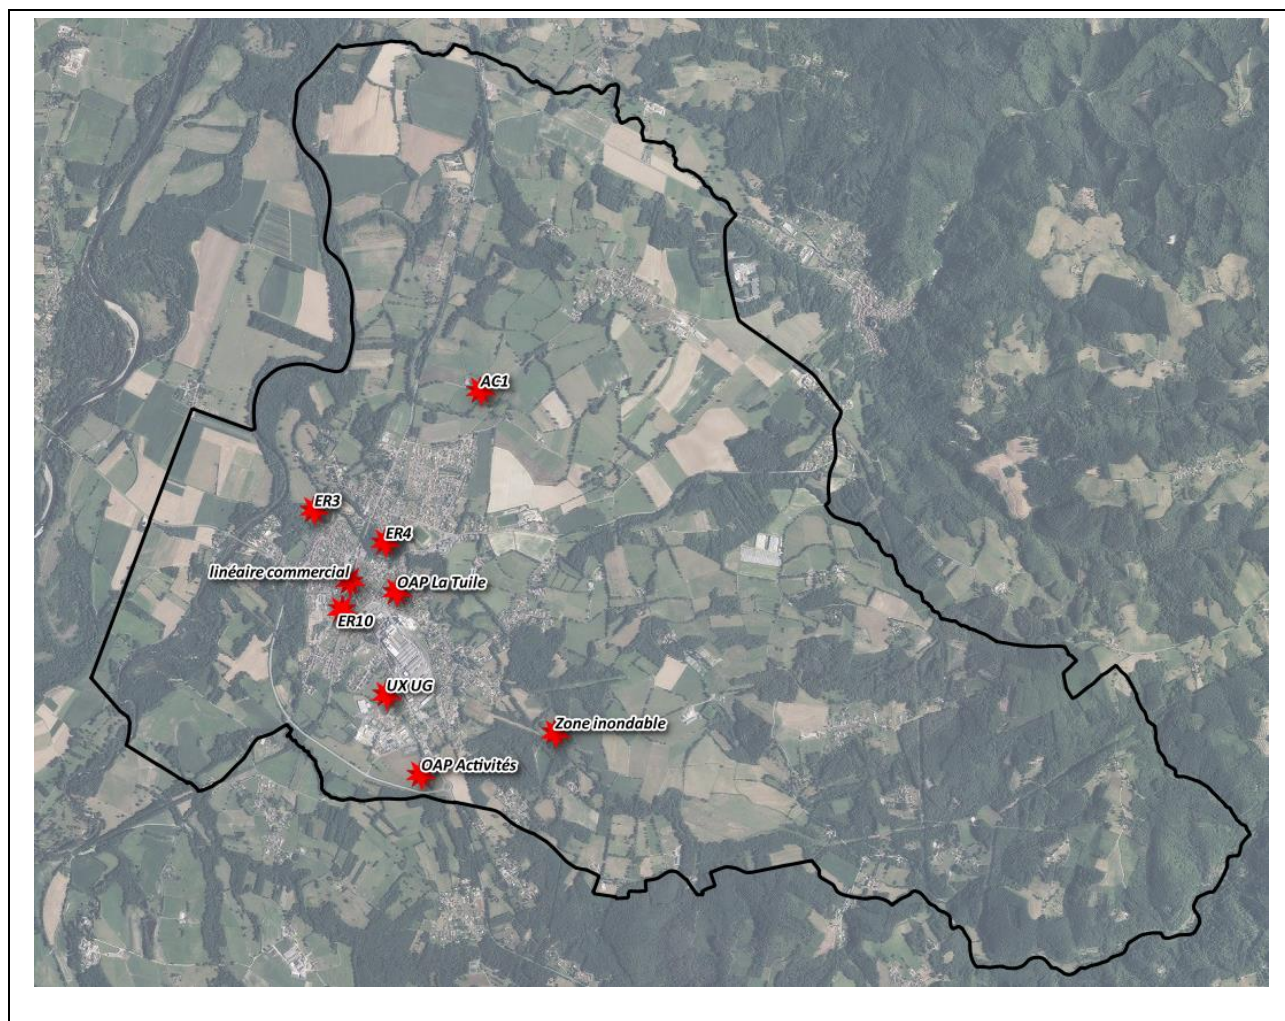 AC1
ER3
ER4
linéaire commercial
OAP La Tuile
ER10
UX UG
Zone inondable
OAP Activités